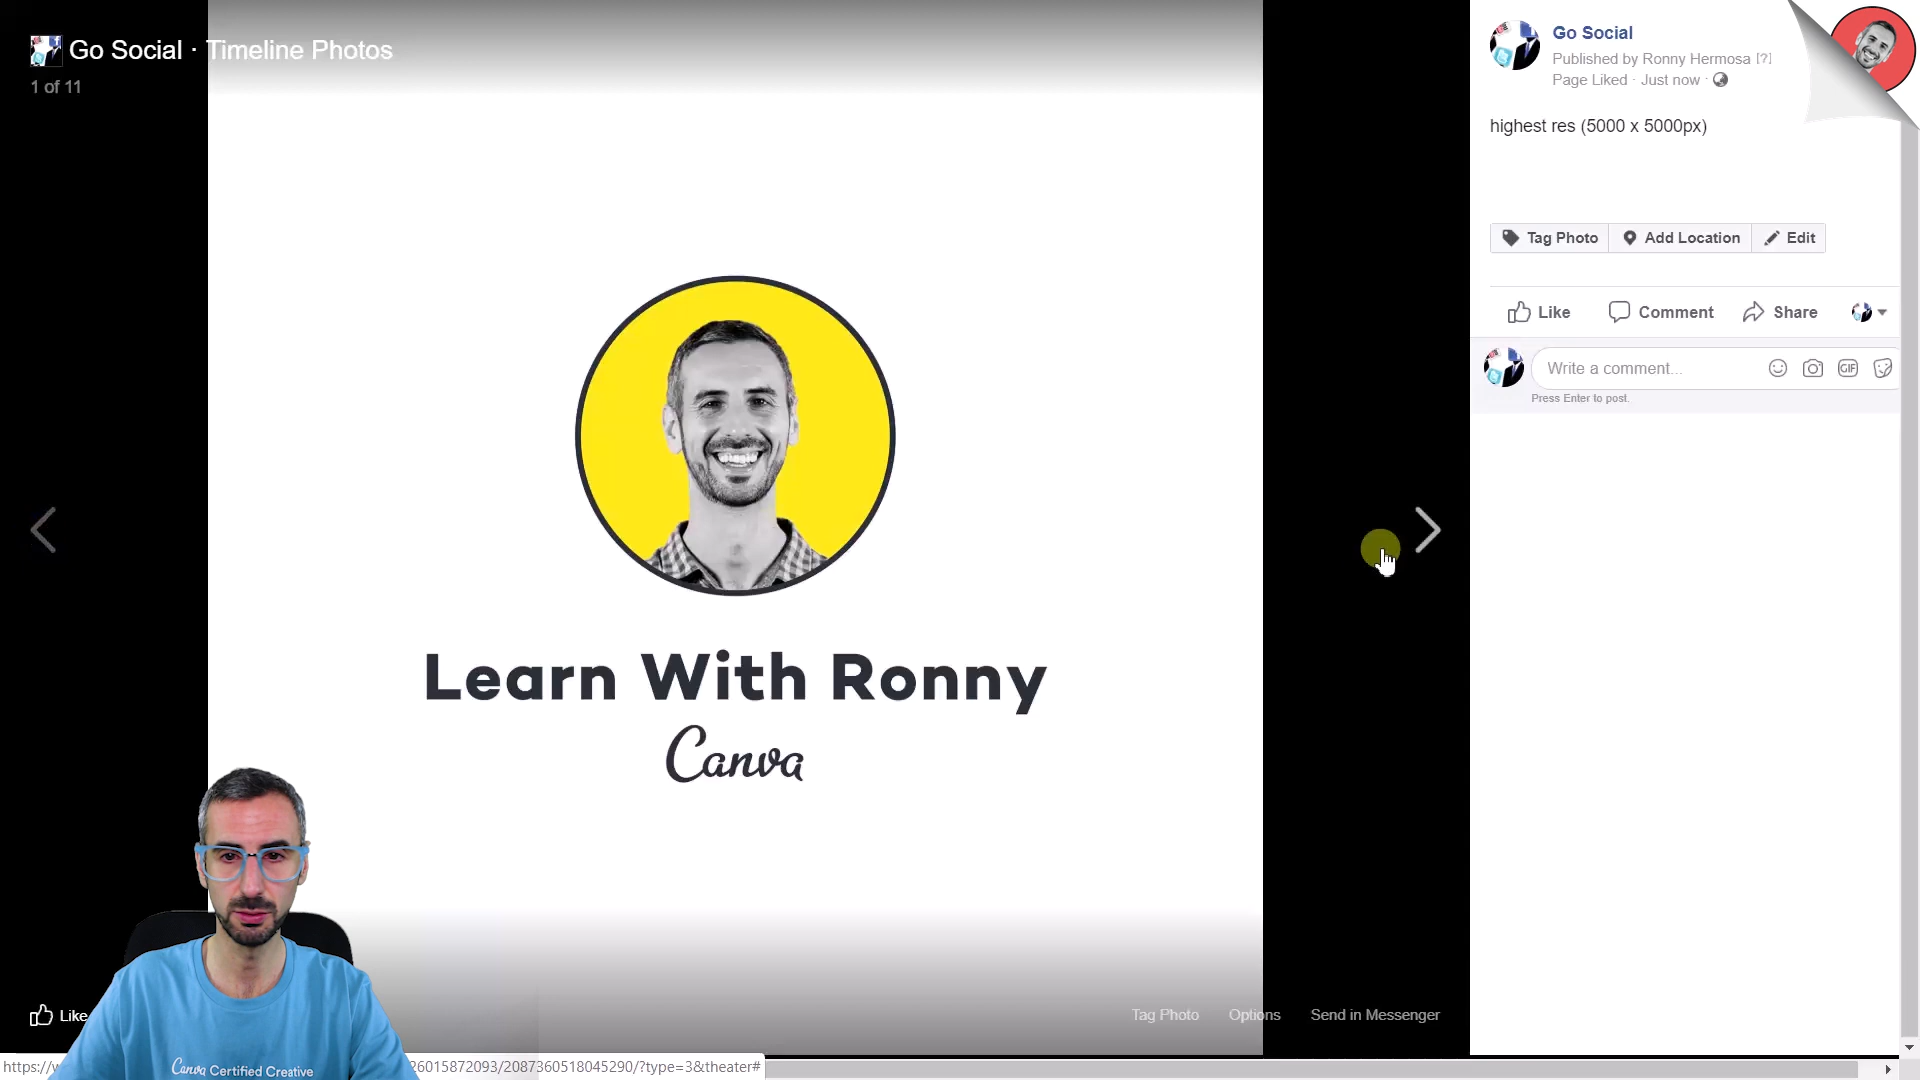 Go Social · Timeline Photos
1 of 11
Learn With Ronny
Canva
Like
Tag Photo
Options
Send in Messenger
Canva Certified Creative
26015872093/2087360518045290/?type=3&theater#
https://
Go Social
Published by Ronny Hermosa [?]
Page Liked · Just now ·
highest res (5000 x 5000px)
Tag Photo
Add Location
Edit
Like
Comment
Share
Write a comment...
GIF
Press Enter to post.